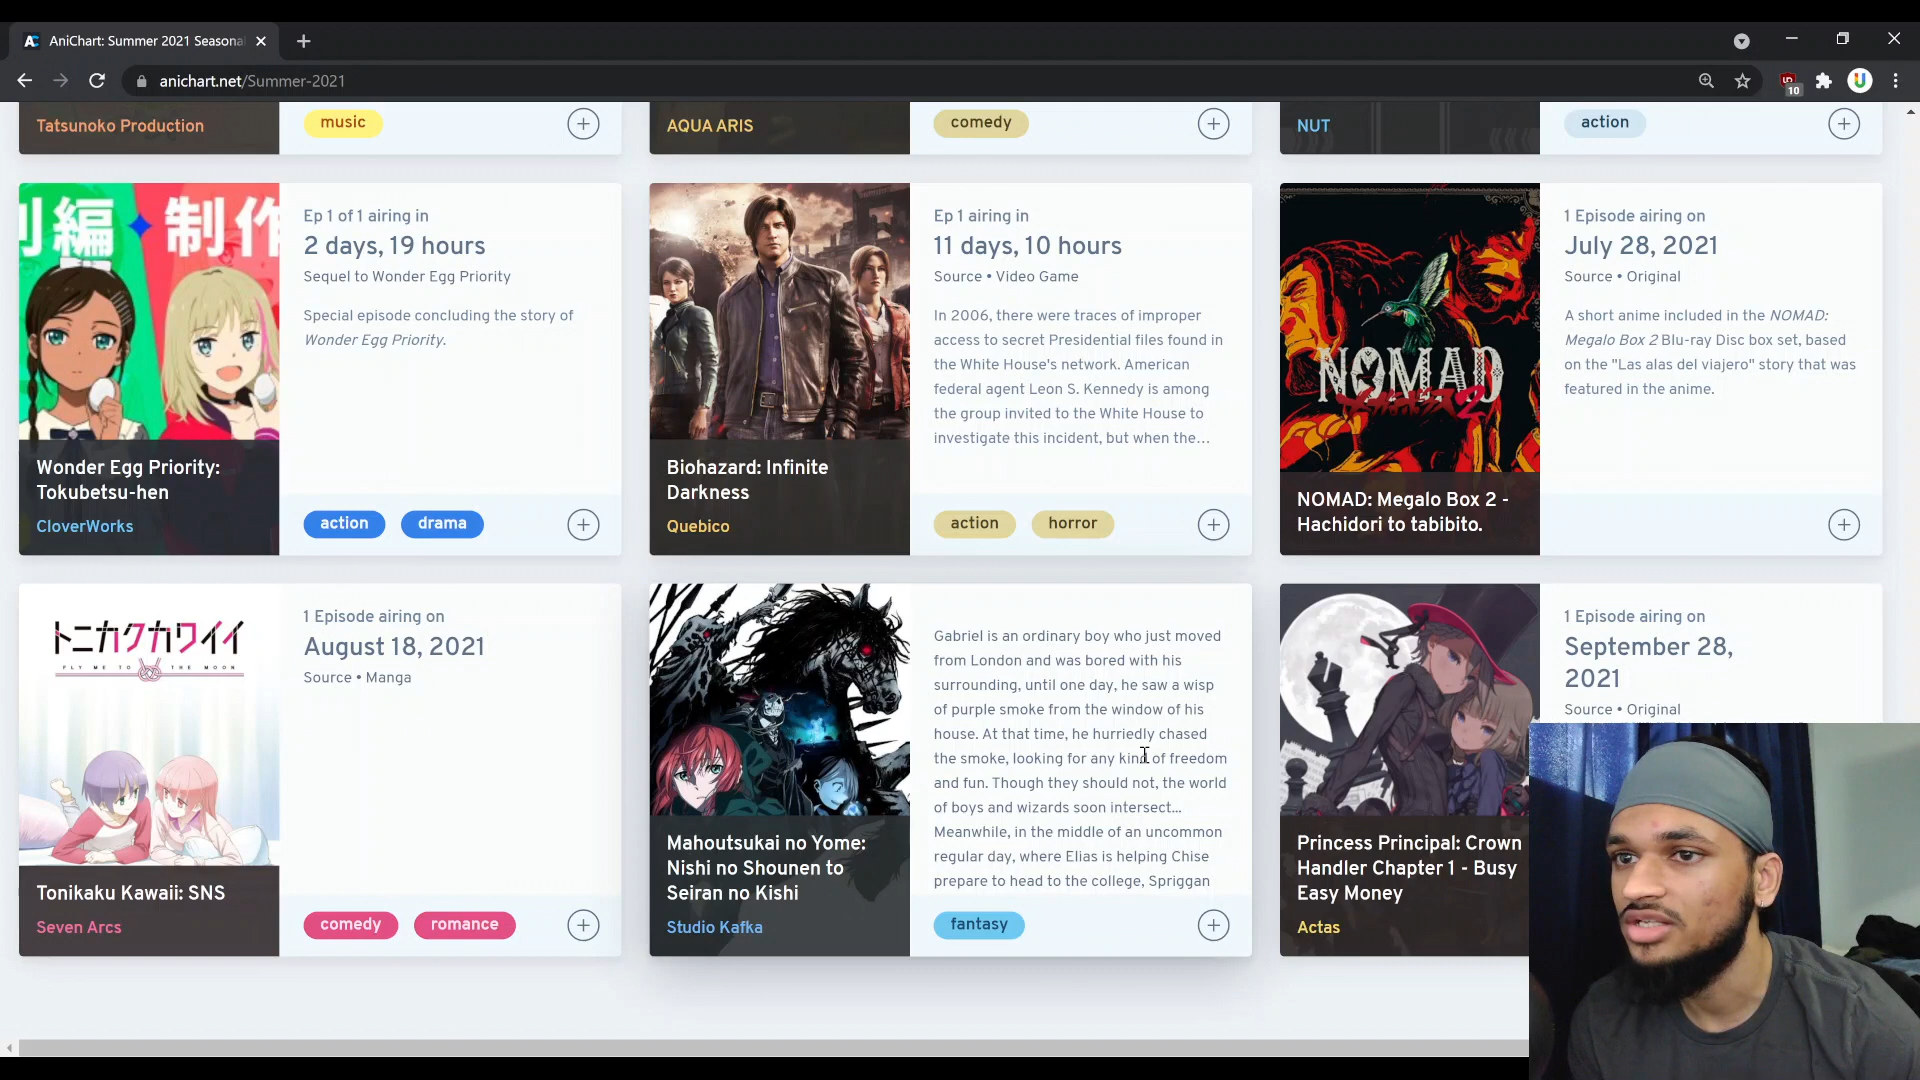 AniChart: Summer 2021 Seasona
anichart.net/Summer-2021
10
Tatsunoko Production
music
AQUA ARIS
comedy
NUT
action
別編 制作
Wonder Egg Priority:
Tokubetsu-hen
CloverWorks
Ep 1 of 1 airing in
2 days, 19 hours
Sequel to Wonder Egg Priority
Special episode concluding the story of
Wonder Egg Priority.
action drama
Biohazard: Infinite
Darkness
Quebico
Ep 1 airing in
11 days, 10 hours
Source • Video Game
In 2006, there were traces of improper
access to secret Presidential files found in
the White House's network. American
federal agent Leon S. Kennedy is among
the group invited to the White House to
investigate this incident, but when the...
action horror
NOMAD
2
NOMAD: Megalo Box 2 -
Hachidori to tabibito.
1 Episode airing on
July 28, 2021
Source • Original
A short anime included in the NOMAD:
Megalo Box 2 Blu-ray Disc box set, based
on the "Las alas del viajero" story that was
featured in the anime.
トニカクカワイイ
FLY ME TO THE MOON
Tonikaku Kawaii: SNS
Seven Arcs
1 Episode airing on
August 18, 2021
Source • Manga
comedy romance
Mahoutsukai no Yome:
Nishi no Shounen to
Seiran no Kishi
Studio Kafka
Gabriel is an ordinary boy who just moved
from London and was bored with his
surrounding, until one day, he saw a wisp
of purple smoke from the window of his
house. At that time, he hurriedly chased
the smoke, looking for any kind of freedom
and fun. Though they should not, the world
of boys and wizards soon intersect...
Meanwhile, in the middle of an uncommon
regular day, where Elias is helping Chise
prepare to head to the college, Spriggan
fantasy
Princess Principal: Crown
Handler Chapter 1 - Busy
Easy Money
Actas
1 Episode airing on
September 28,
2021
Source • Original